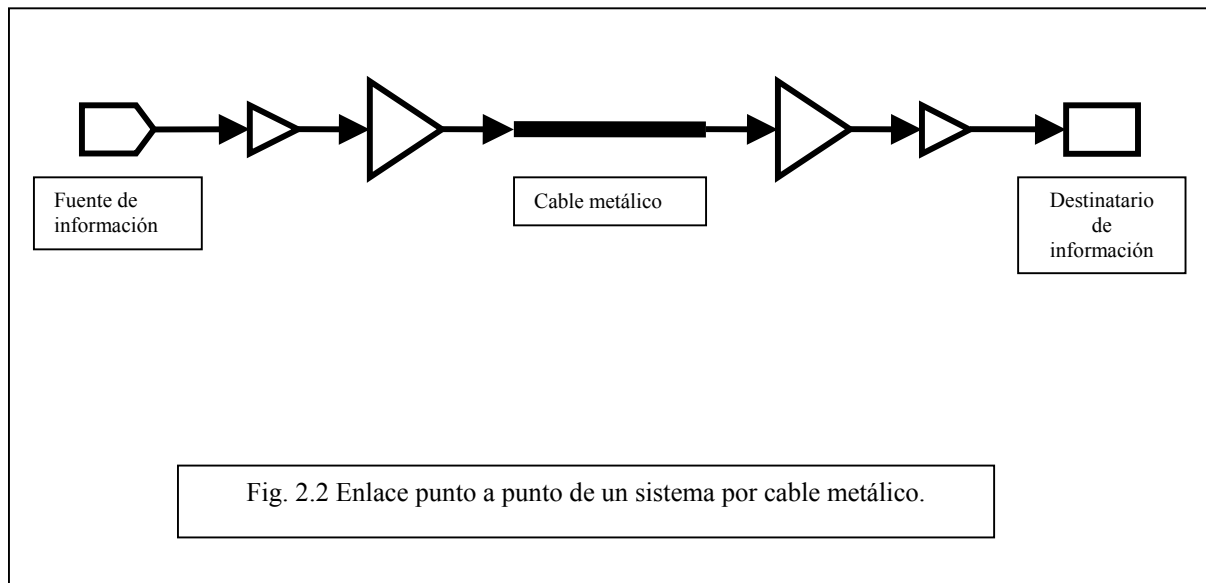 Fuente de
información
Cable metálico
Destinatario
de
información
Fig. 2.2 Enlace punto a punto de un sistema por cable metálico.